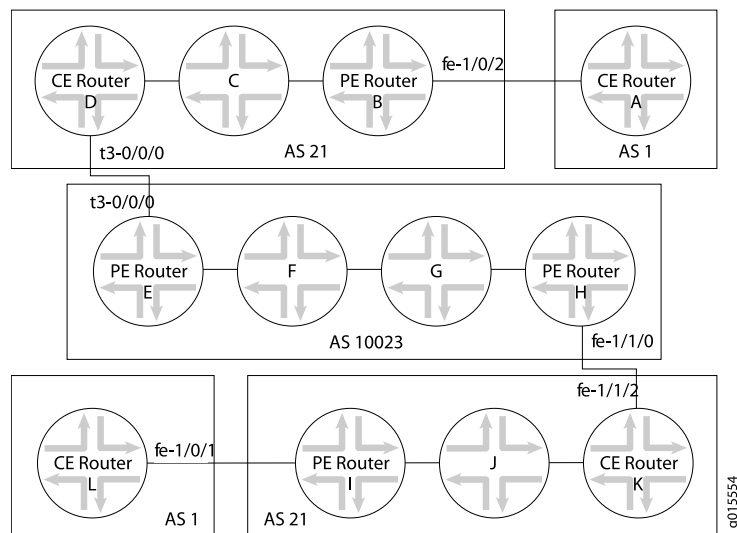 fe-1/0/2
CE Router
D
C
PE Router
B
CE Router
A
t3-0/0/0
AS 21
AS 1
t3-0/0/0
PE Router
E
F
G
PE Router
H
AS 10023
fe-1/1/0
fe-1/1/2
fe-1/0/1
CE Router
L
PE Router
I
J
CE Router
K
AS 1
AS 21
g015554